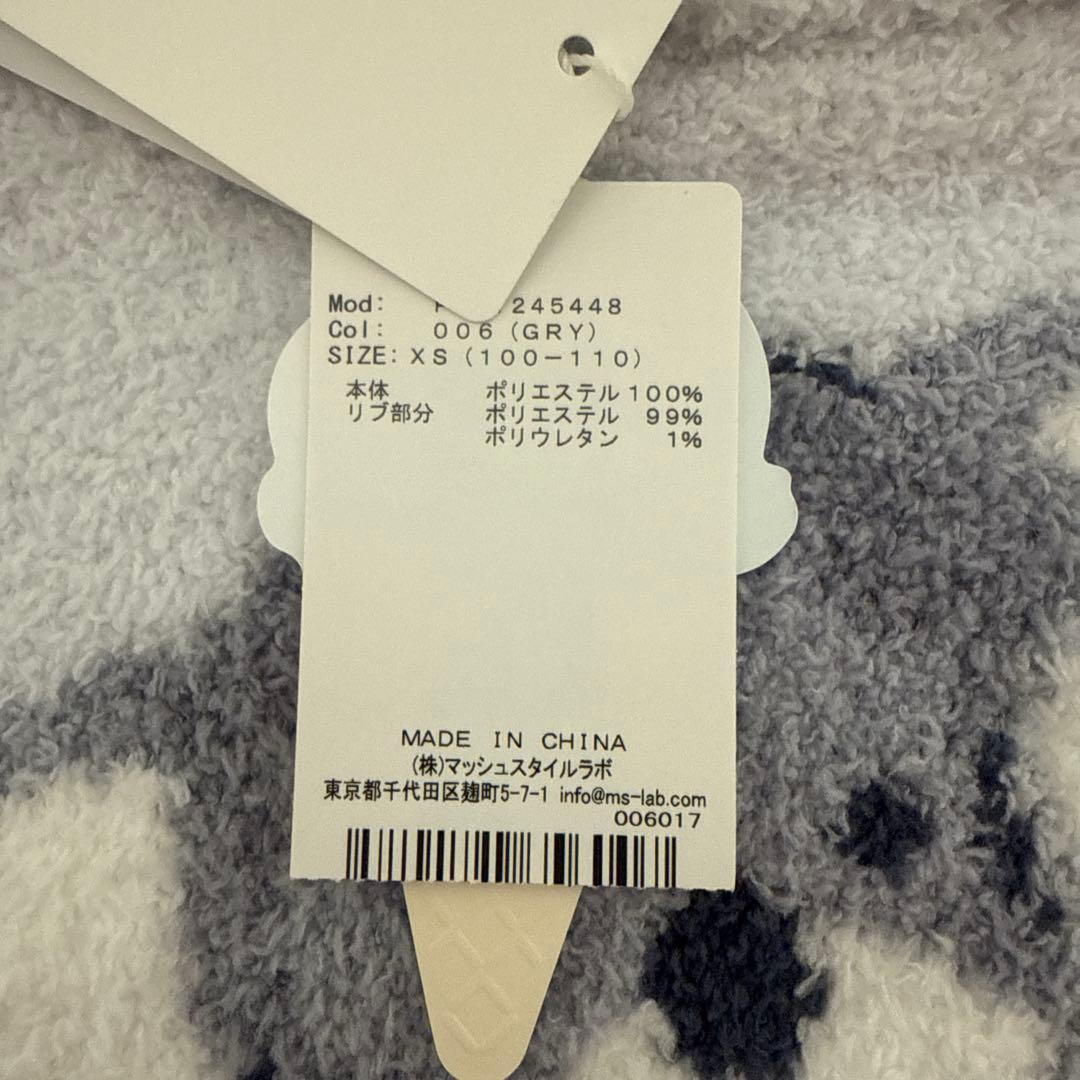 Mod: 245448
Col: 006(GRY)
SIZE:XS(100-110)
本体 ポリエステル100%
リブ部分 ポリエステル 99%
ポリウレタン 1%
MADE IN CHINA
(株)マッシュスタイルラボ
東京都千代田区麹町5-7-1 info@ms-lab.com
006017